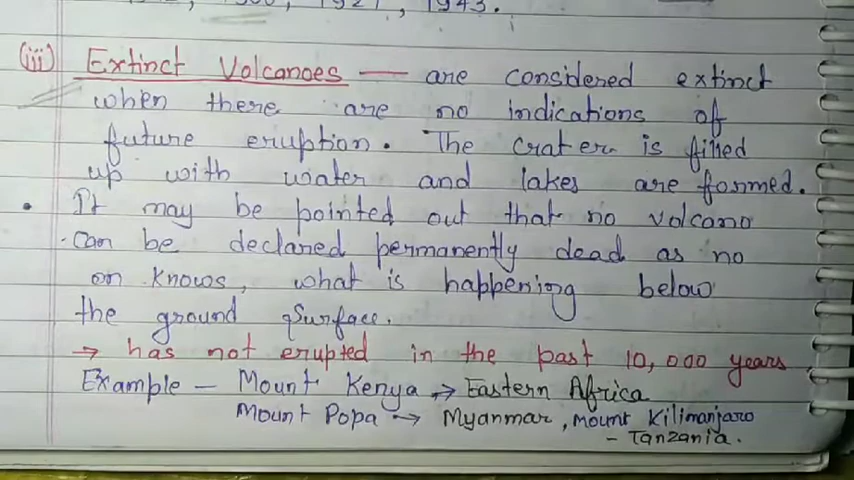 , 1921, 1943.
(iii) Extinct Volcanoes — are considered extinct
when there are no indications of
future eruption. The crater is filled
up with water and lakes are formed.
• It may be pointed out that no volcano
can be declared permanently dead as no
on knows, what is happening below
the ground surface.
→ has not erupted in the past 10,000 years
Example – Mount Kenya → Eastern Africa
Mount Popa → Myanmar, Mount Kilimanjaro
– Tanzania.